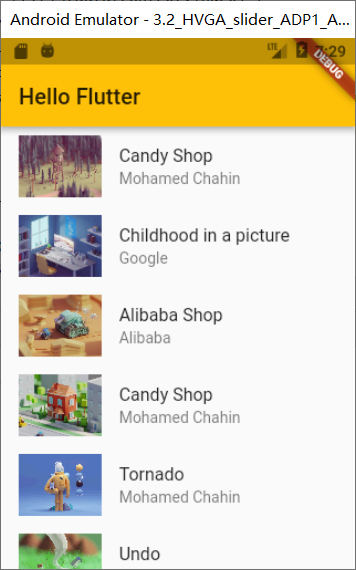 Android Emulator - 3.2_HVGA_slider_ADP1_A...
LTE 7:29
DEBUG
Hello Flutter
Candy Shop
Mohamed Chahin
Childhood in a picture
Google
Alibaba Shop
Alibaba
Candy Shop
Mohamed Chahin
Tornado
Mohamed Chahin
Undo